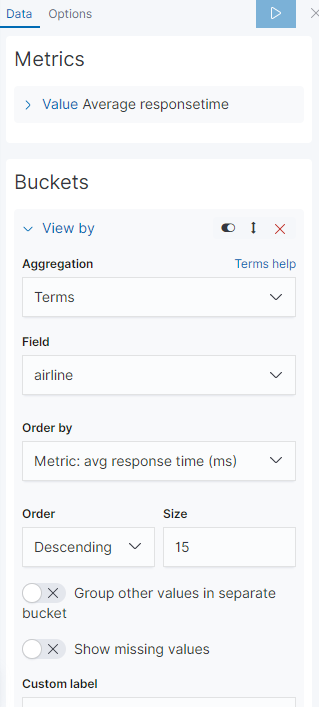 Data Options
Metrics
Value Average responsetime
Buckets
View by
Aggregation Terms help
Terms
Field
airline
Order by
Metric: avg response time (ms)
Order Size
Descending 15
Group other values in separate
bucket
Show missing values
Custom label